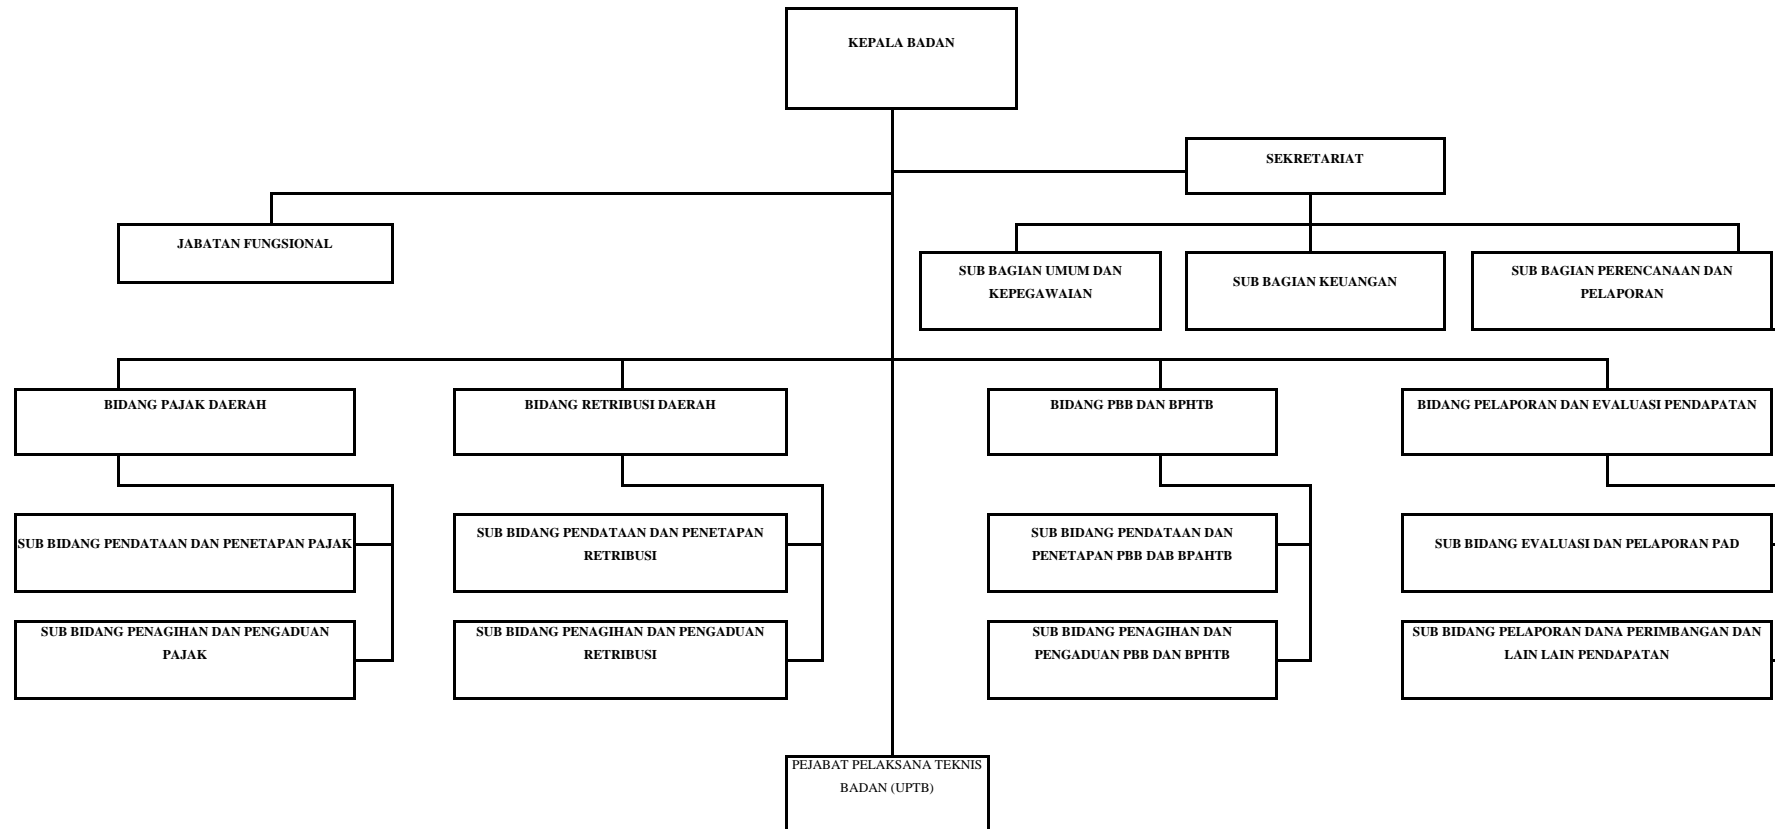 KEPALA BADAN
SEKRETARIAT
JABATAN FUNGSIONAL
SUB BAGIAN UMUM DAN
KEPEGAWAIAN
SUB BAGIAN KEUANGAN
SUB BAGIAN PERENCANAAN DAN
PELAPORAN
BIDANG PAJAK DAERAH
BIDANG RETRIBUSI DAERAH
BIDANG PBB DAN BPHTB
BIDANG PELAPORAN DAN EVALUASI PENDAPATAN
SUB BIDANG PENDATAAN DAN PENETAPAN PAJAK
SUB BIDANG PENDATAAN DAN PENETAPAN
RETRIBUSI
SUB BIDANG PENDATAAN DAN
PENETAPAN PBB DAB BPAHTB
SUB BIDANG EVALUASI DAN PELAPORAN PAD
SUB BIDANG PENAGIHAN DAN PENGADUAN
PAJAK
SUB BIDANG PENAGIHAN DAN PENGADUAN
RETRIBUSI
SUB BIDANG PENAGIHAN DAN
PENGADUAN PBB DAN BPHTB
SUB BIDANG PELAPORAN DANA PERIMBANGAN DAN
LAIN LAIN PENDAPATAN
PEJABAT PELAKSANA TEKNIS
BADAN (UPTB)